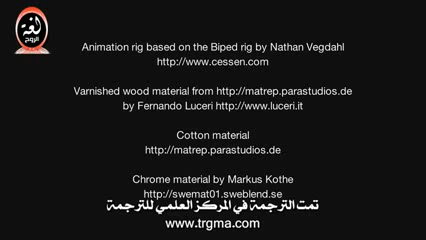 لغة
الروح
Animation rig based on the Biped rig by Nathan Vegdahl
http://www.cessen.com
Varnished wood material from http://matrep.parastudios.de
by Fernando Luceri http://www.luceri.it
Cotton material
http://matrep.parastudios.de
Chrome material by Markus Kothe
http://swemat01.sweblend.se
تمت الترجمة في المركز العلمي للترجمة
www.trgma.com